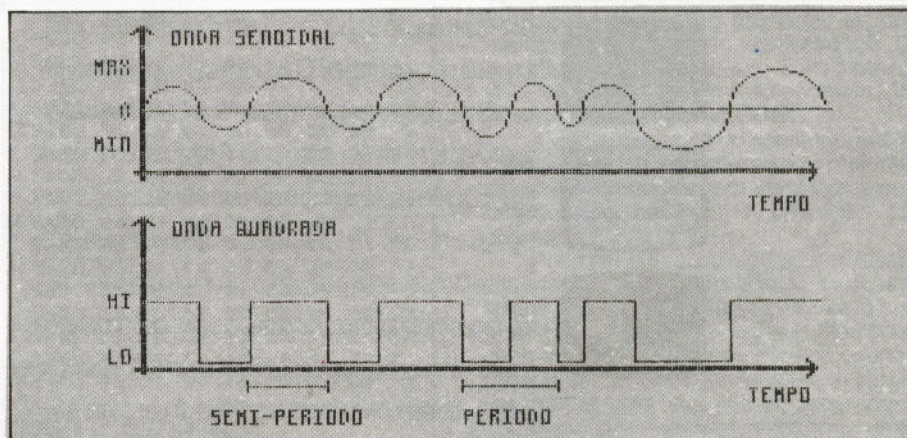 ONDA SENOIDAL
MAX
0
MIN
TEMPO
ONDA QUADRADA
HI
LO
TEMPO
SEMI-PERIODO
PERIODO